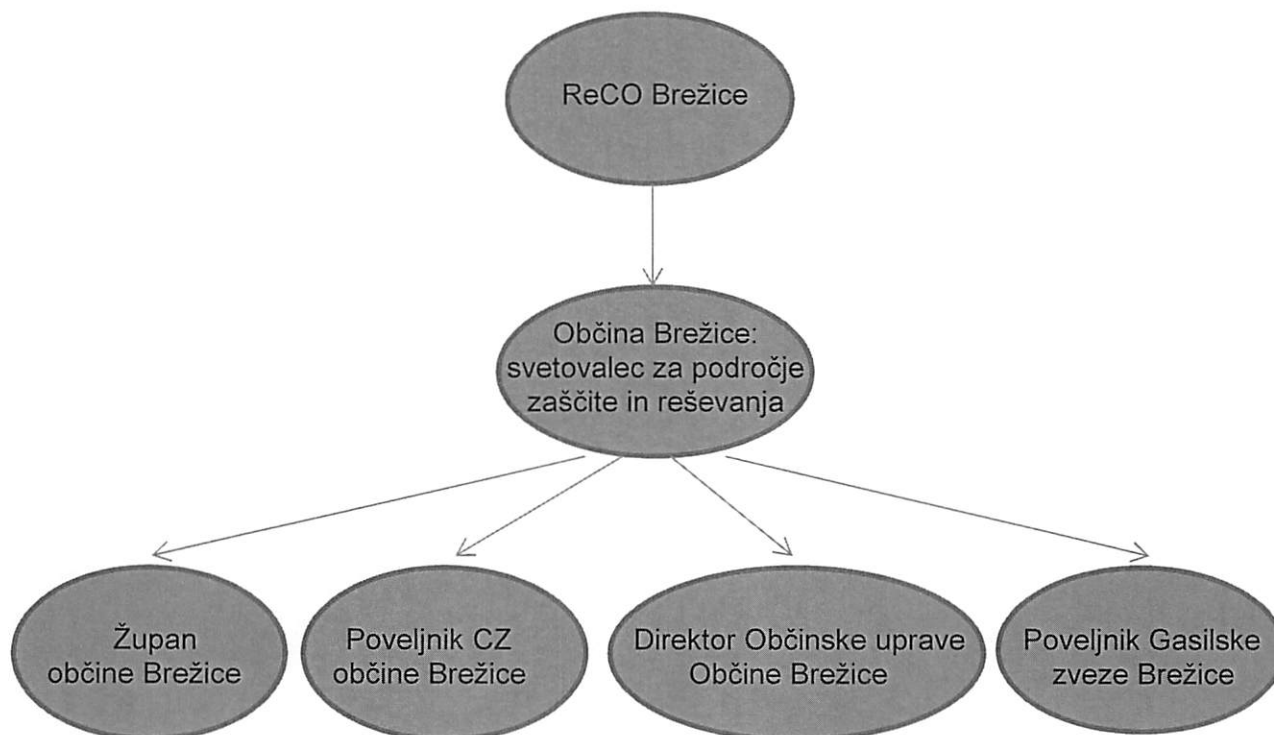 ReCO Brežice
Občina Brežice:
svetovalec za področje
zaščite in reševanja
Župan
občine Brežice
Poveljnik CZ
občine Brežice
Direktor Občinske uprave
Občine Brežice
Poveljnik Gasilske
zveze Brežice